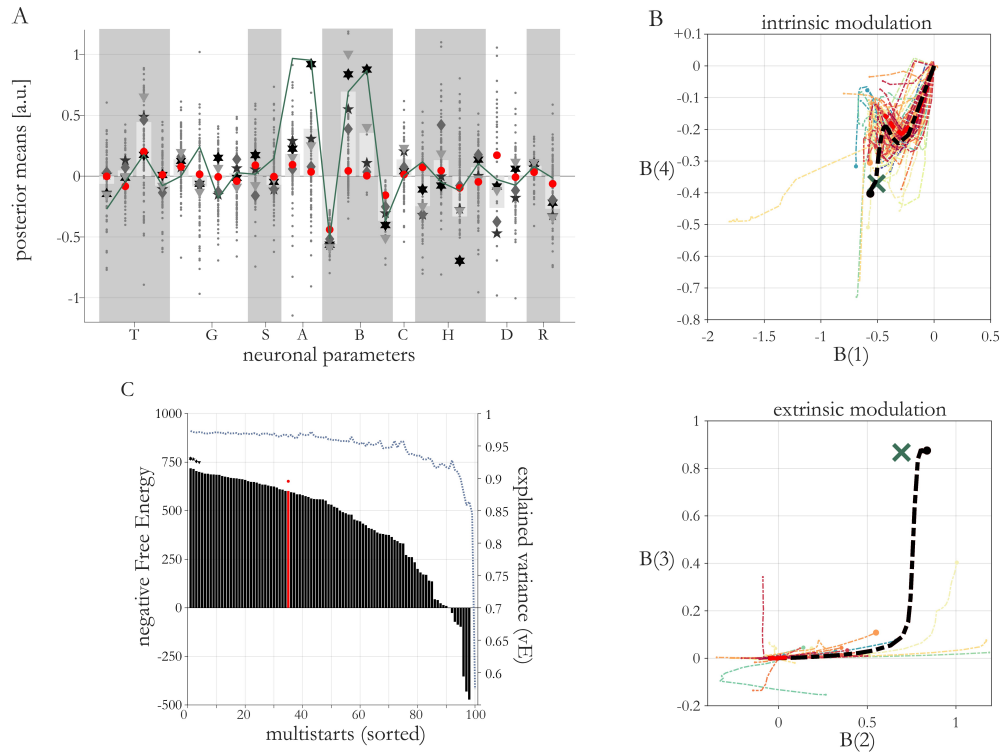 A
posterior means [a.u.]
1
0.5
0
-0.5
-1
T G S A B C H D R
neuronal parameters
B
intrinsic modulation
+0.1
0
-0.1
-0.2
-0.3
-0.4
-0.5
-0.6
-0.7
-0.8
B(4)
-2 -1.5 -1 -0.5 0 0.5
B(1)
C
negative Free Energy
1000
750
500
250
0
-250
-500
1
0.95
0.9
0.85
0.8
0.75
0.7
0.65
0.6
explained variance (vE)
0 20 40 60 80 100
multistarts (sorted)
extrinsic modulation
1
0.8
0.6
0.4
0.2
0
-0.2
B(3)
0 0.5 1
B(2)